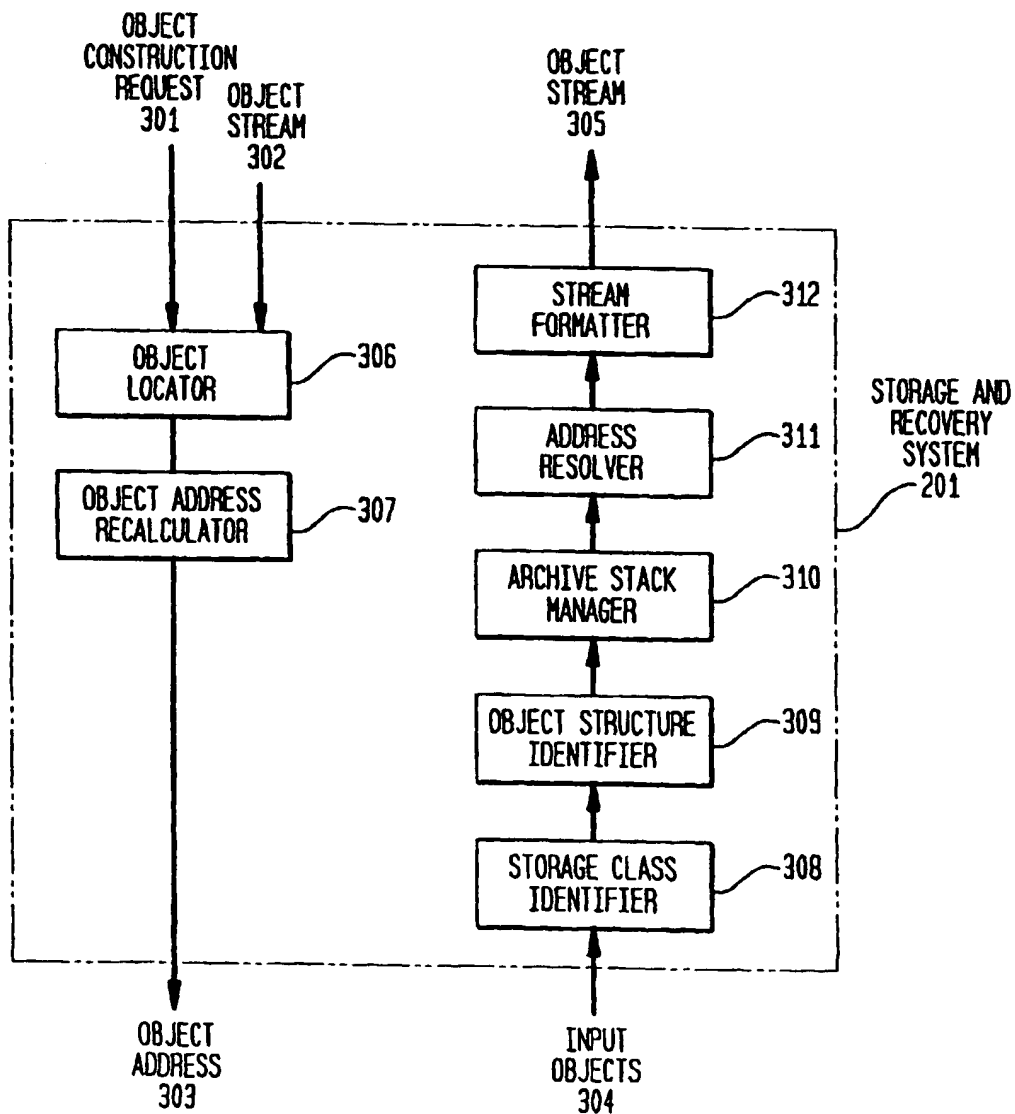 OBJECT
CONSTRUCTION
REQUEST
301
OBJECT
STREAM
302
OBJECT
STREAM
305
STREAM
FORMATTER
312
OBJECT
LOCATOR
306
ADDRESS
RESOLVER
311
STORAGE AND
RECOVERY
SYSTEM
201
OBJECT ADDRESS
RECALCULATOR
307
ARCHIVE STACK
MANAGER
310
OBJECT STRUCTURE
IDENTIFIER
309
STORAGE CLASS
IDENTIFIER
308
OBJECT
ADDRESS
303
INPUT
OBJECTS
304